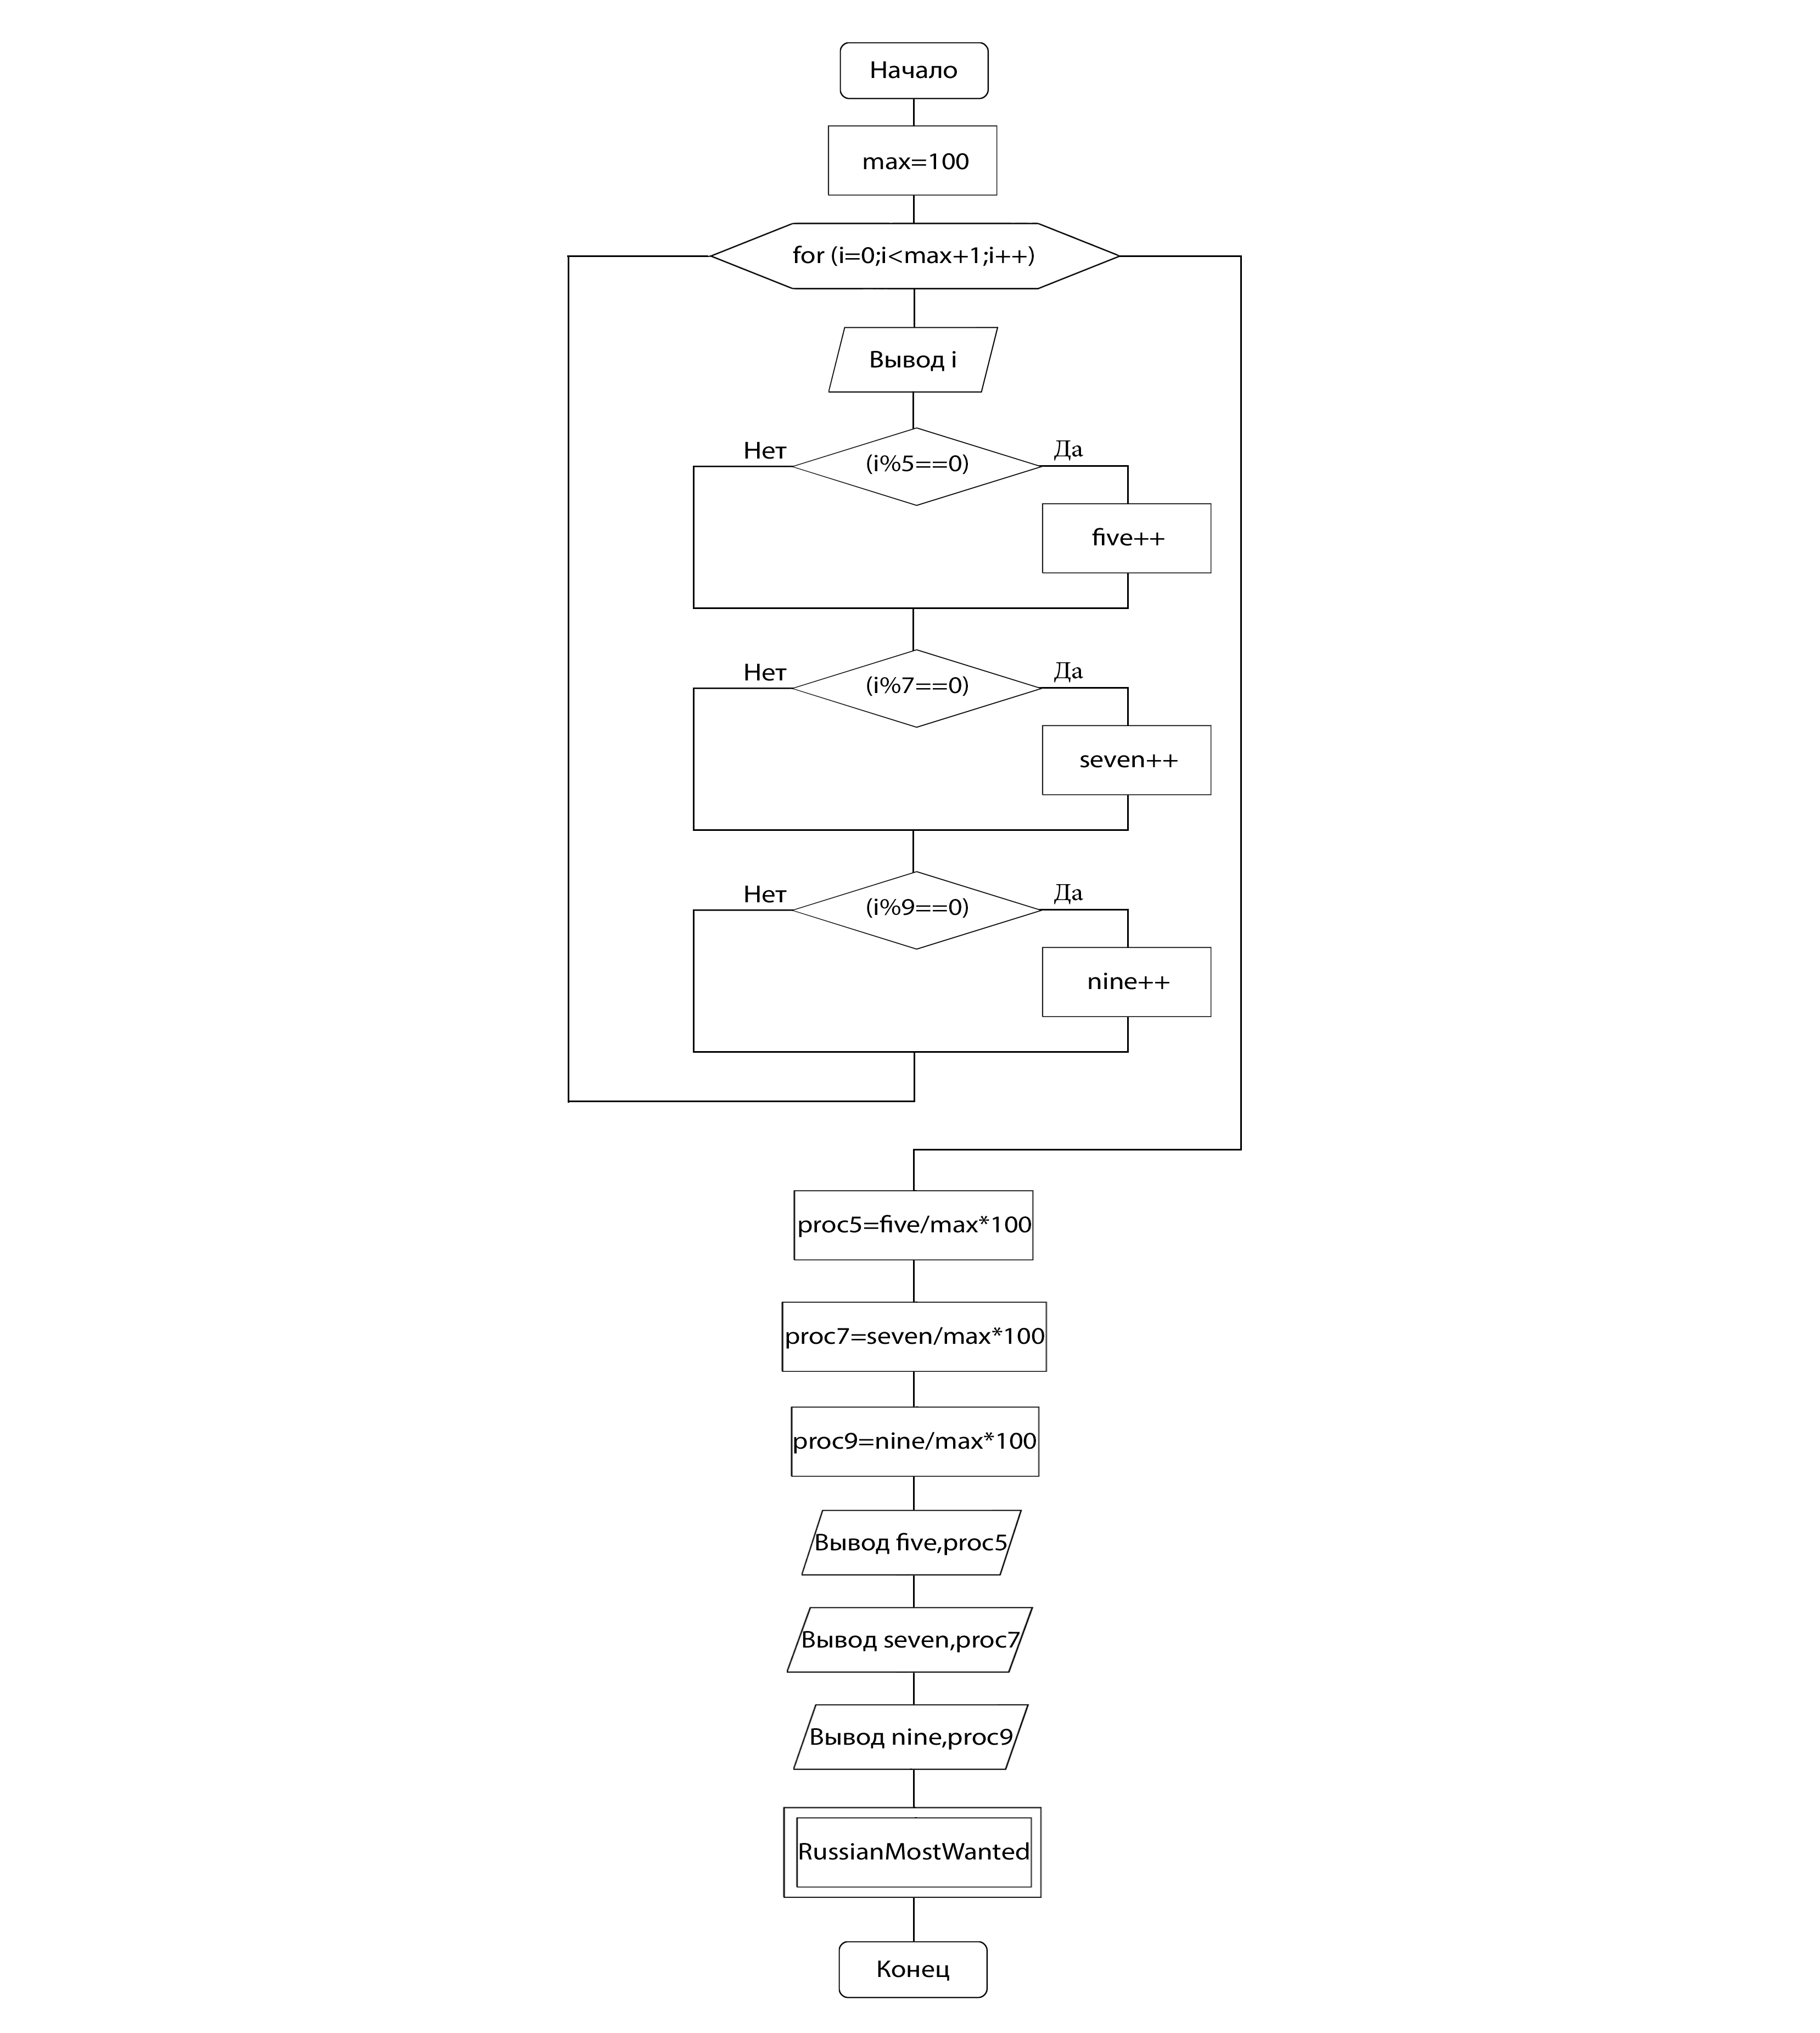 Начало
max=100
for (i=0;i<max+1;i++)
Вывод i
Нет
(i%5==0)
Да
five++
Нет
(i%7==0)
Да
seven++
Нет
(i%9==0)
Да
nine++
proc5=five/max*100
proc7=seven/max*100
proc9=nine/max*100
Вывод five,proc5
Вывод seven,proc7
Вывод nine,proc9
RussianMostWanted
Конец